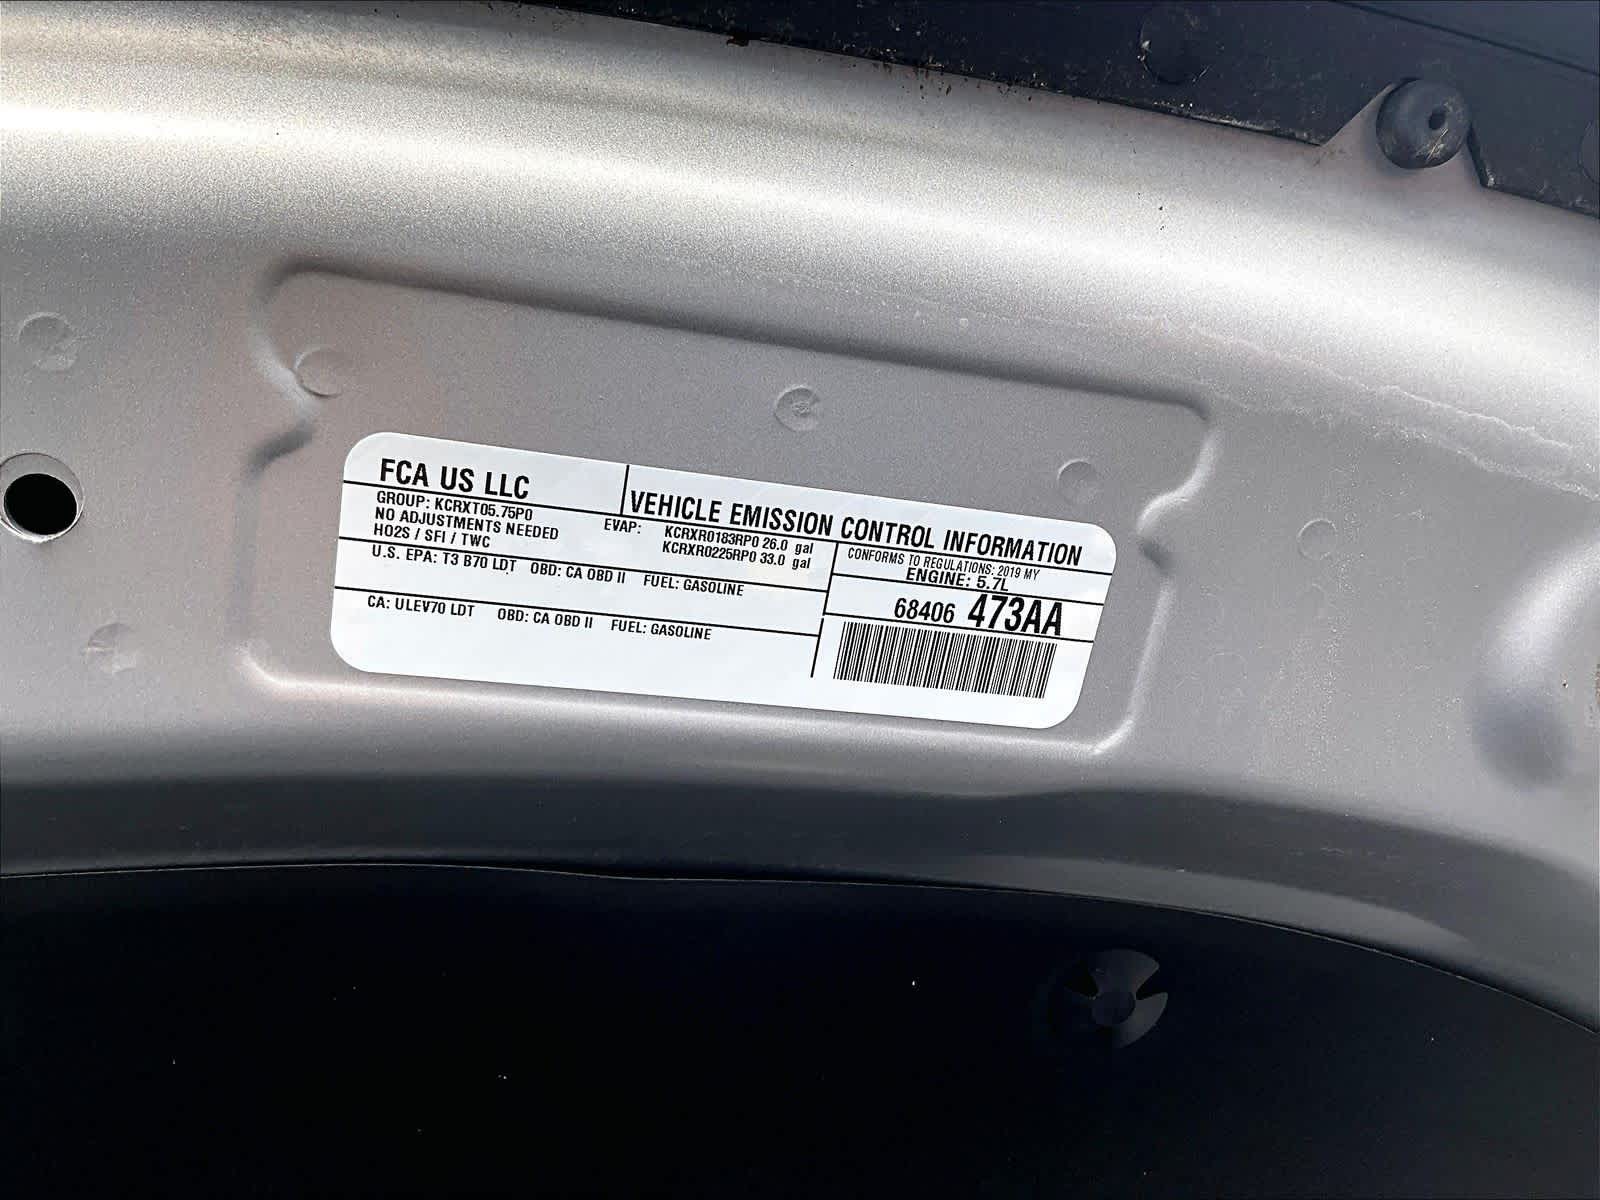 FCA US LLC
VEHICLE EMISSION CONTROL INFORMATION
GROUP: KCRXT05.75P0
NO ADJUSTMENTS NEEDED
HO2S / SFI / TWC
EVAP: KCRXR0183RP0 26.0 gal
KCRXR0225RP0 33.0 gal
CONFORMS TO REGULATIONS: 2019 MY
ENGINE: 5.7L
U.S. EPA: T3 B70 LDT OBD: CA OBD II FUEL: GASOLINE
68406 473AA
CA: ULEV70 LDT OBD: CA OBD II FUEL: GASOLINE